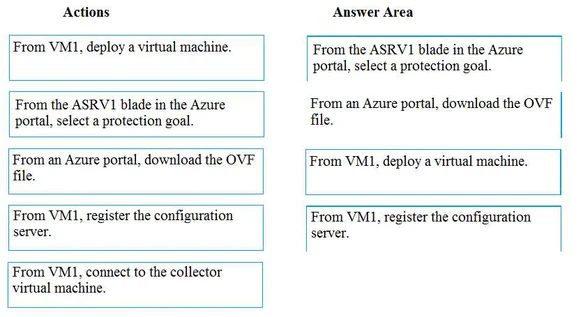 Actions
From VM1, deploy a virtual machine.
From the ASRV1 blade in the Azure
portal, select a protection goal.
From an Azure portal, download the OVF
file.
From VM1, register the configuration
server.
From VM1, connect to the collector
virtual machine.
Answer Area
From the ASRV1 blade in the Azure
portal, select a protection goal.
From an Azure portal, download the OVF
file.
From VM1, deploy a virtual machine.
From VM1, register the configuration
server.